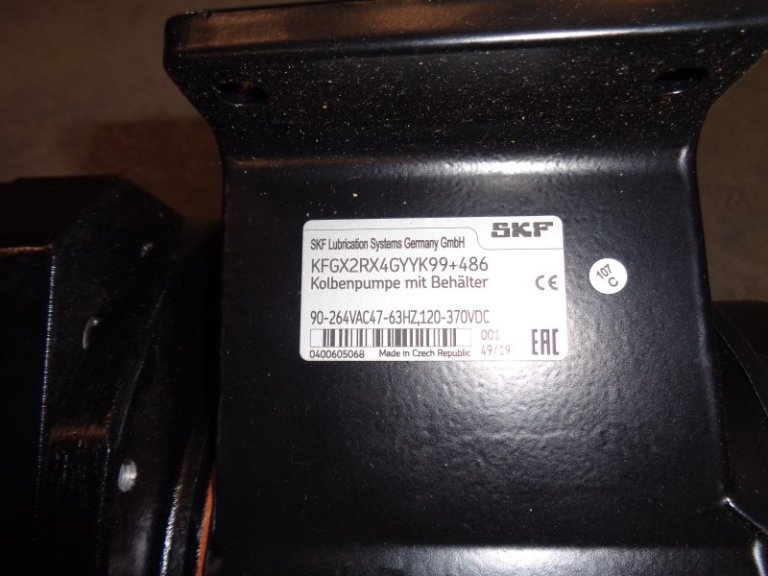 SKF
SKF Lubrication Systems Germany GmbH
KFGX2RX4GYYK99+486
Kolbenpumpe mit Behälter
CE
107
C
90-264VAC47-63HZ,120-370VDC
001
0400605068 Made in Czech Republic 49/19
EAC